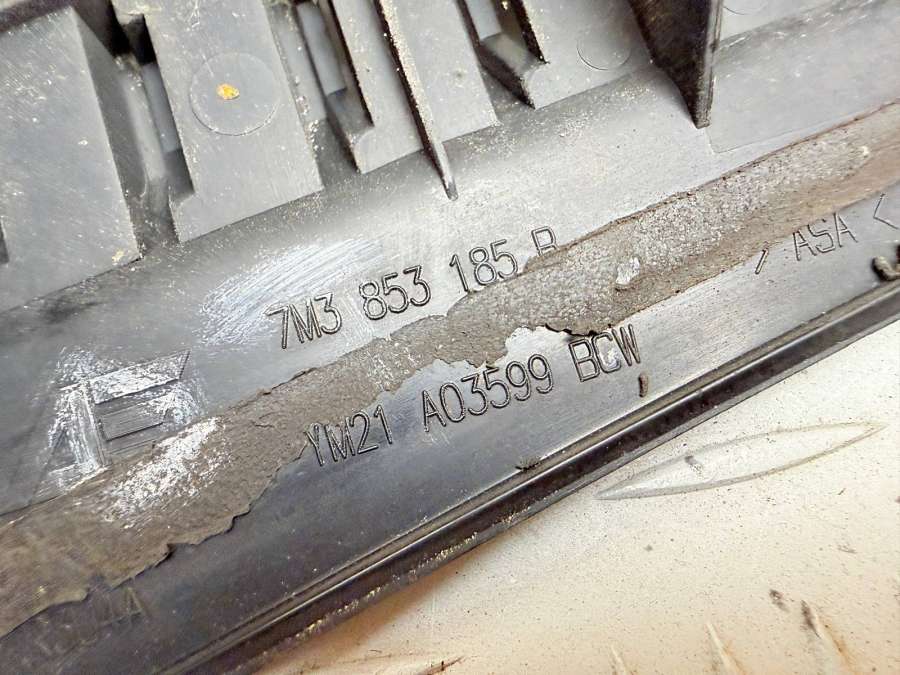 7M3 853 185 B
> ASA <
YM21 A03599 BCW